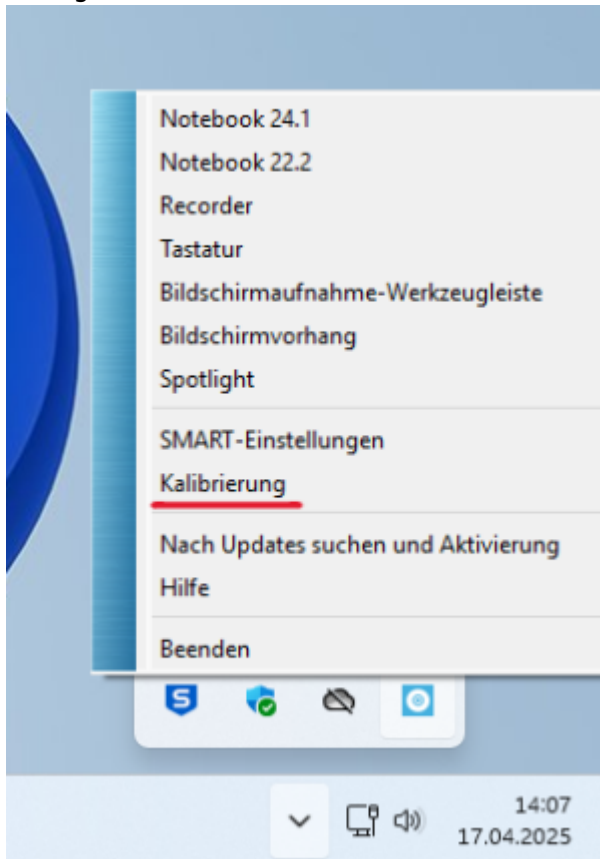 Notebook 24.1
Notebook 22.2
Recorder
Tastatur
Bildschirmaufnahme-Werkzeugleiste
Bildschirmvorhang
Spotlight
SMART-Einstellungen
Kalibrierung
Nach Updates suchen und Aktivierung
Hilfe
Beenden
14:07
17.04.2025